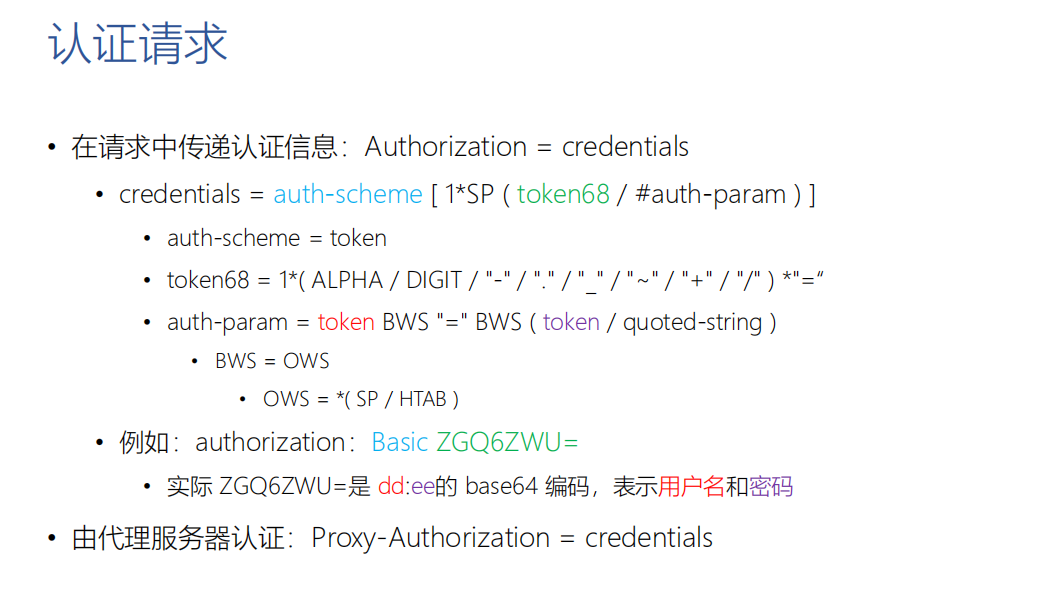 认证请求
• 在请求中传递认证信息：Authorization = credentials
• credentials = auth-scheme [ 1*SP ( token68 / #auth-param ) ]
• auth-scheme = token
• token68 = 1*( ALPHA / DIGIT / "-" / "." / "_" / "~" / "+" / "/" ) *"=“
• auth-param = token BWS "=" BWS ( token / quoted-string )
• BWS = OWS
• OWS = *( SP / HTAB )
• 例如：authorization：Basic ZGQ6ZWU=
• 实际 ZGQ6ZWU=是 dd:ee的 base64 编码，表示用户名和密码
• 由代理服务器认证：Proxy-Authorization = credentials